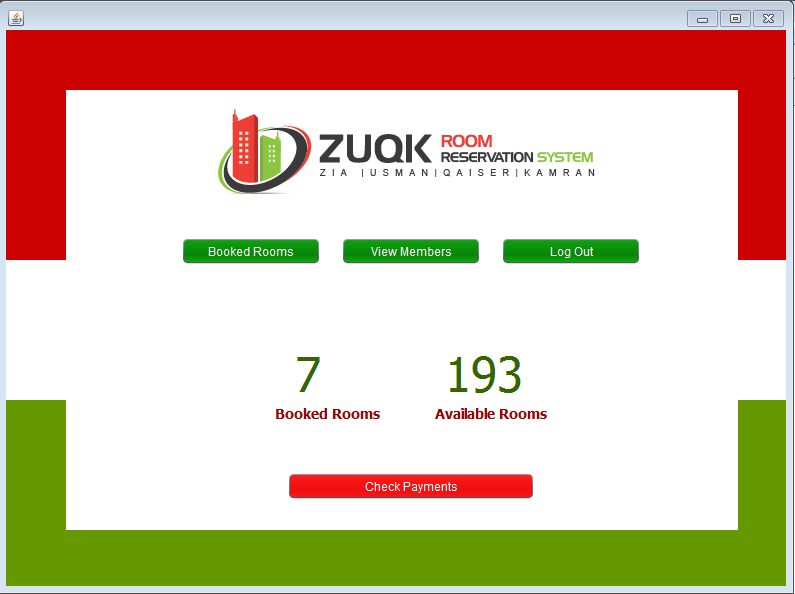 ZUQK ROOM
RESERVATION SYSTEM
ZIA |USMAN|QAISER|KAMRAN
Booked Rooms
View Members
Log Out
7
193
Booked Rooms
Available Rooms
Check Payments